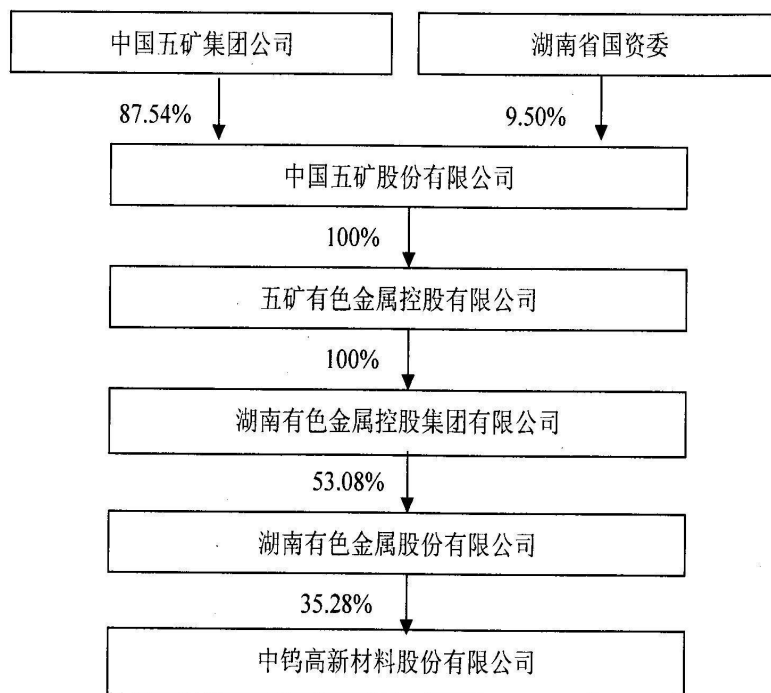 中国五矿集团公司
湖南省国资委
87.54%
9.50%
中国五矿股份有限公司
100%
五矿有色金属控股有限公司
100%
湖南有色金属控股集团有限公司
53.08%
湖南有色金属股份有限公司
35.28%
中钨高新材料股份有限公司